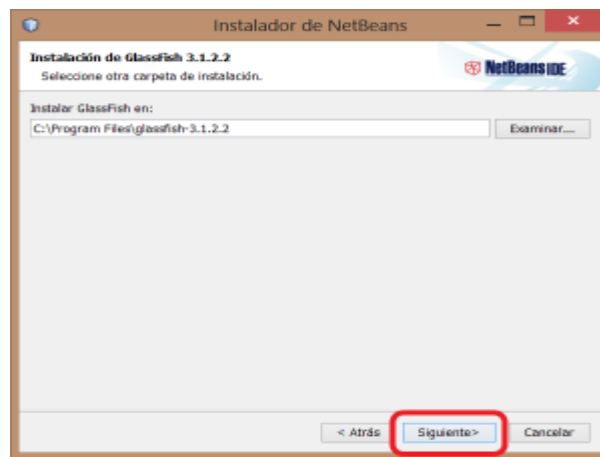 Instalador de NetBeans
Instalación de GlassFish 3.1.2.2
Seleccione otra carpeta de instalación.
NetBeans IDE
Instalar GlassFish en:
C:\Program Files\glassfish-3.1.2.2
Examinar...
< Atrás
Siguiente>
Cancelar